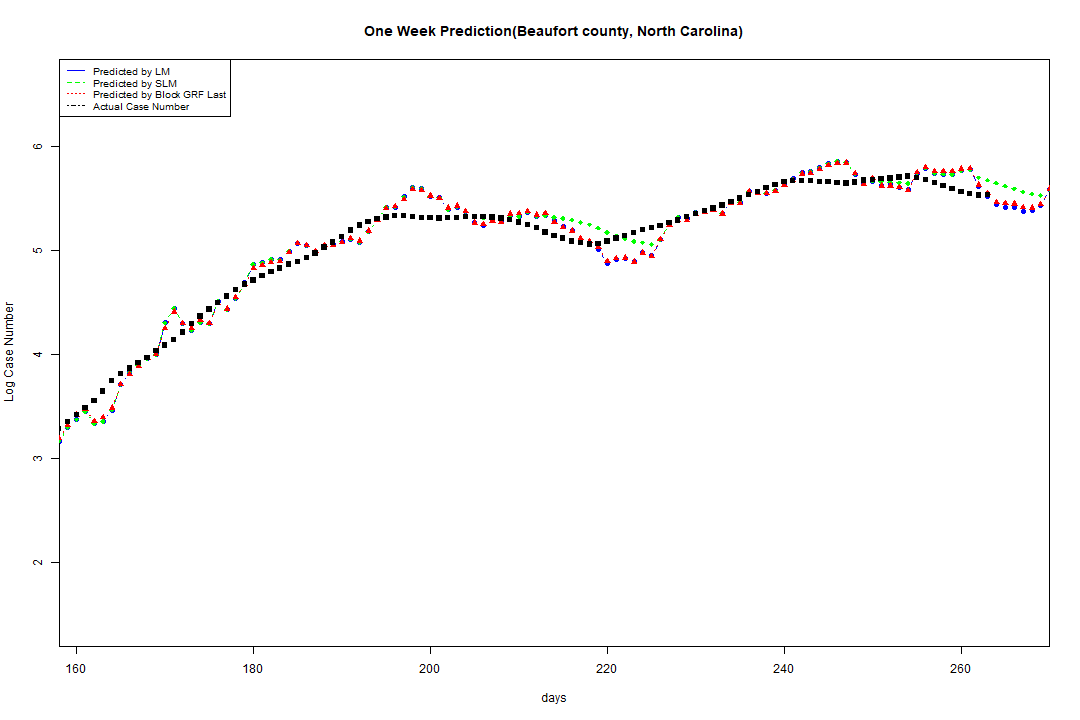 One Week Prediction(Beaufort county, North Carolina)
Predicted by LM
Predicted by SLM
Predicted by Block GRF Last
Actual Case Number
6
5
4
3
2
Log Case Number
160 180 200 220 240 260
days